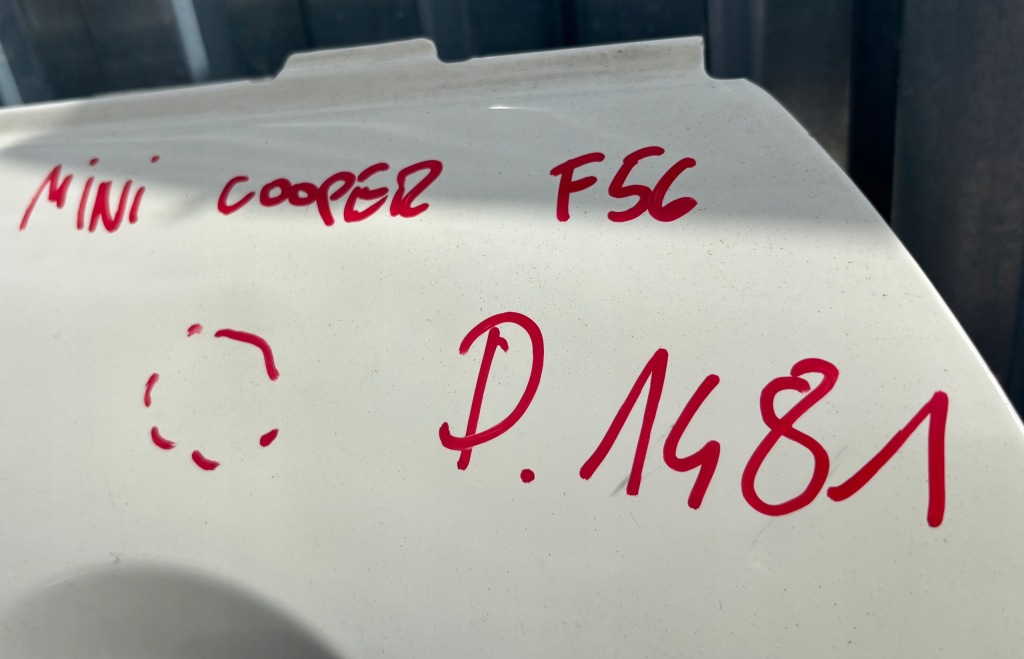 MINI COOPER F56
D.1481